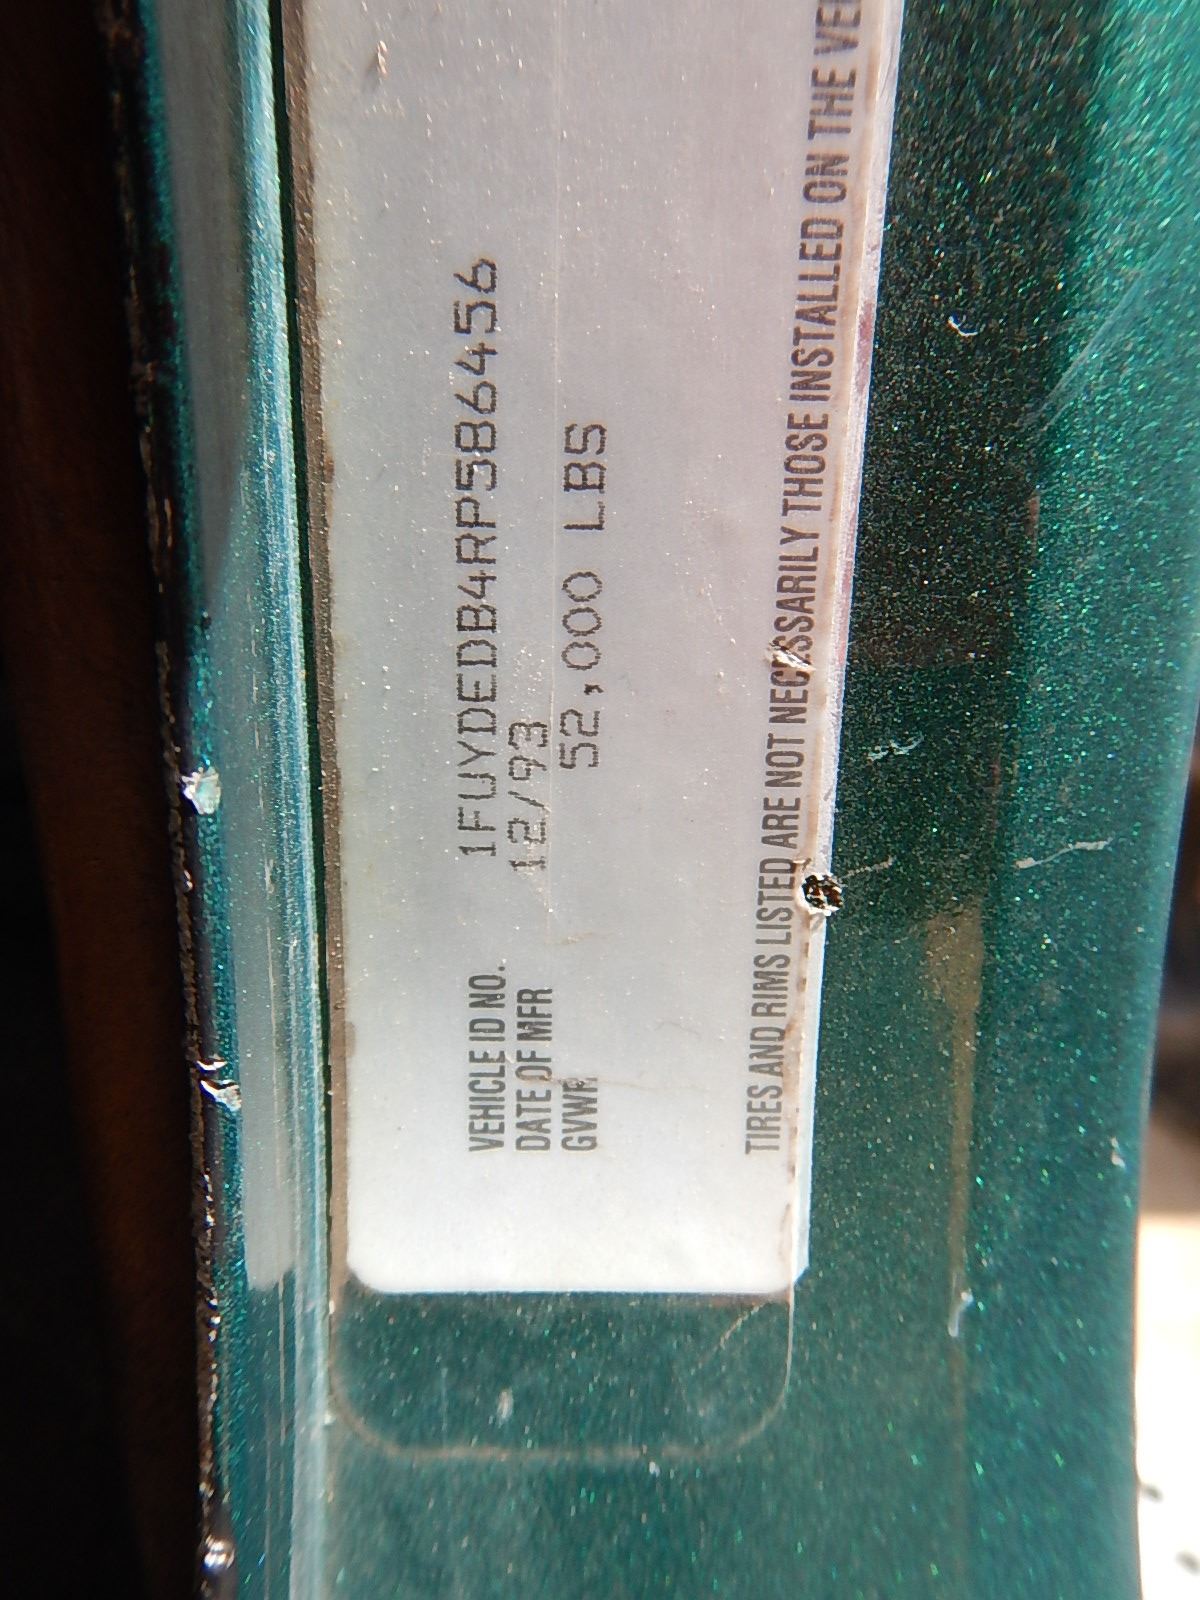 VEHICLE ID NO. 1FUYDEDB4RP586456
DATE OF MFR 12/93
GVWR 52,000 LBS
TIRES AND RIMS LISTED ARE NOT NECESSARILY THOSE INSTALLED ON THE